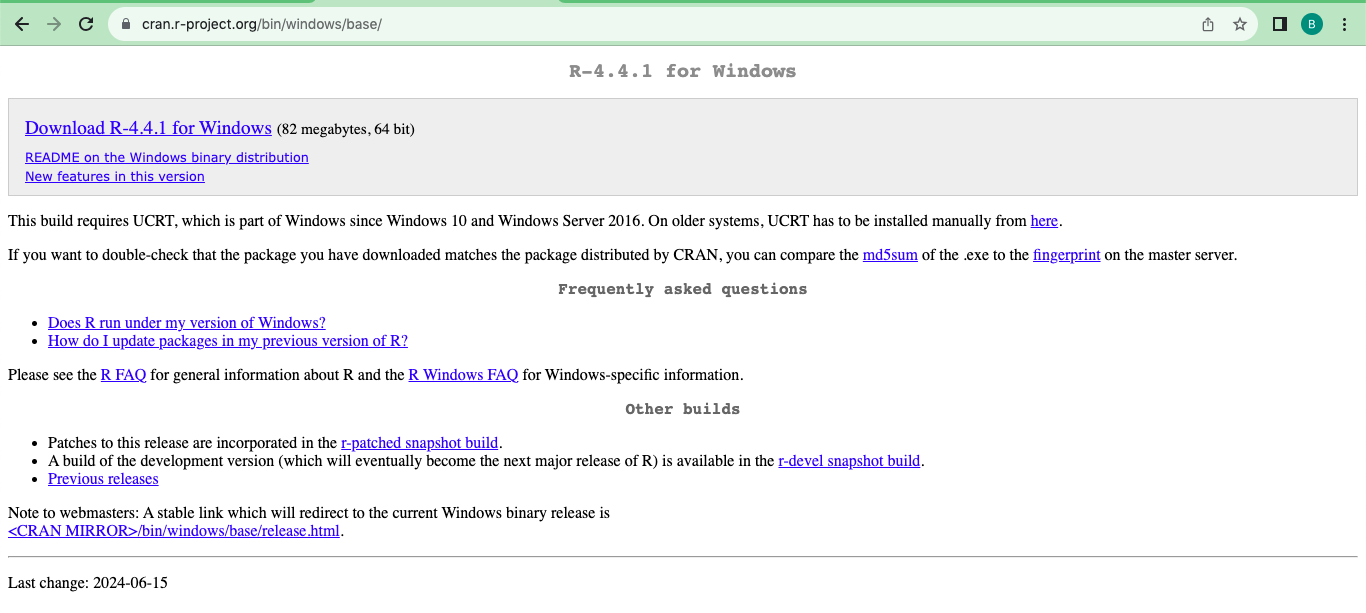 cran.r-project.org/bin/windows/base/
B
R-4.4.1 for Windows
Download R-4.4.1 for Windows (82 megabytes, 64 bit)
README on the Windows binary distribution
New features in this version
This build requires UCRT, which is part of Windows since Windows 10 and Windows Server 2016. On older systems, UCRT has to be installed manually from here.
If you want to double-check that the package you have downloaded matches the package distributed by CRAN, you can compare the md5sum of the .exe to the fingerprint on the master server.
Frequently asked questions
• Does R run under my version of Windows?
• How do I update packages in my previous version of R?
Please see the R FAQ for general information about R and the R Windows FAQ for Windows-specific information.
Other builds
• Patches to this release are incorporated in the r-patched snapshot build.
• A build of the development version (which will eventually become the next major release of R) is available in the r-devel snapshot build.
• Previous releases
Note to webmasters: A stable link which will redirect to the current Windows binary release is
<CRAN MIRROR>/bin/windows/base/release.html.
Last change: 2024-06-15